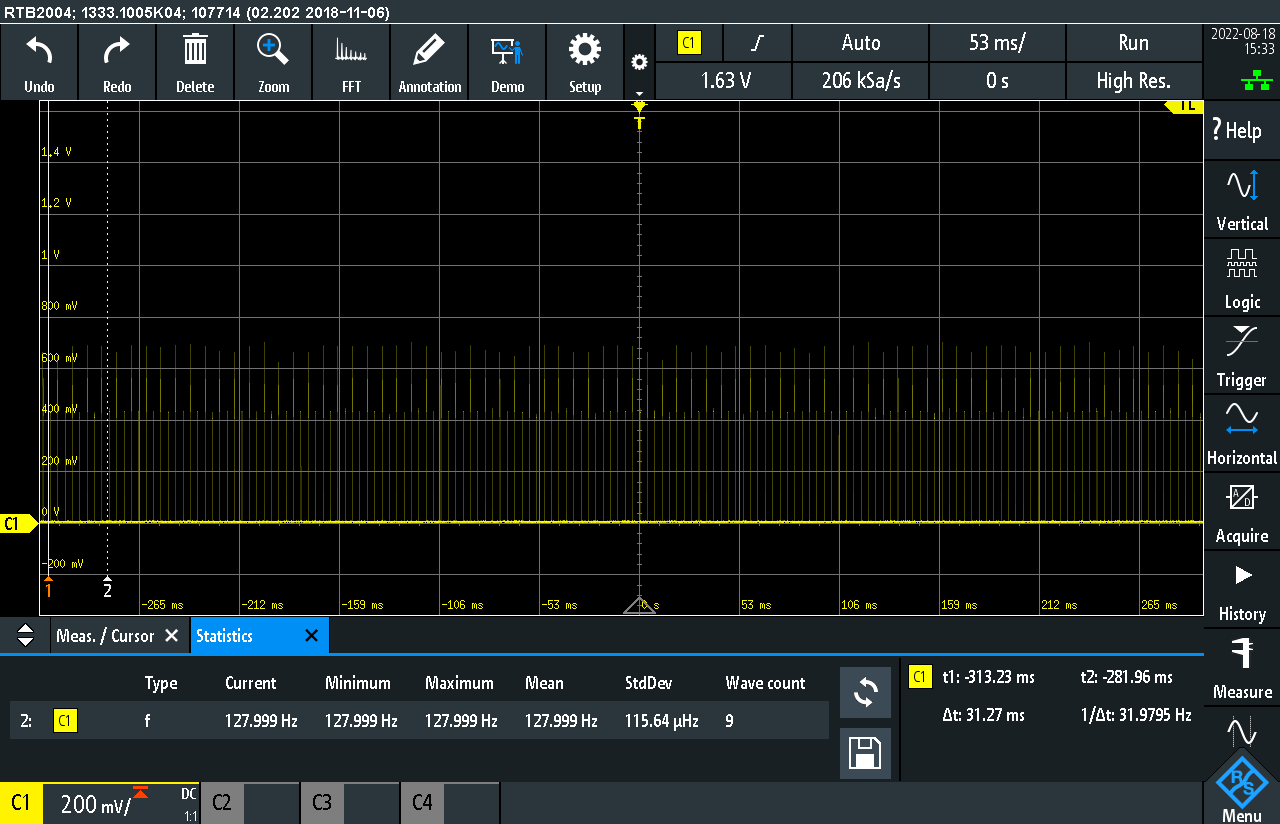 RTB2004; 1333.1005K04; 107714 (02.202 2018-11-06)
Undo Redo Delete Zoom FFT Annotation Demo Setup
C1 Auto 53 ms/ Run
1.63 V 206 kSa/s 0 s High Res.
2022-08-18
15:33
TL
T
? Help
Vertical
Logic
Trigger
Horizontal
A/D
Acquire
History
Measure
R&S
Menu
1.4 V
1.2 V
1 V
800 mV
600 mV
400 mV
200 mV
C1 0 V
-200 mV
1 2
-265 ms -212 ms -159 ms -106 ms -53 ms 0 s 53 ms 106 ms 159 ms 212 ms 265 ms
Meas. / Cursor Statistics
Type Current Minimum Maximum Mean StdDev Wave count
2: C1 f 127.999 Hz 127.999 Hz 127.999 Hz 127.999 Hz 115.64 µHz 9
C1 t1: -313.23 ms t2: -281.96 ms
Δt: 31.27 ms 1/Δt: 31.9795 Hz
C1 200 mV/ DC 1:1 C2 C3 C4